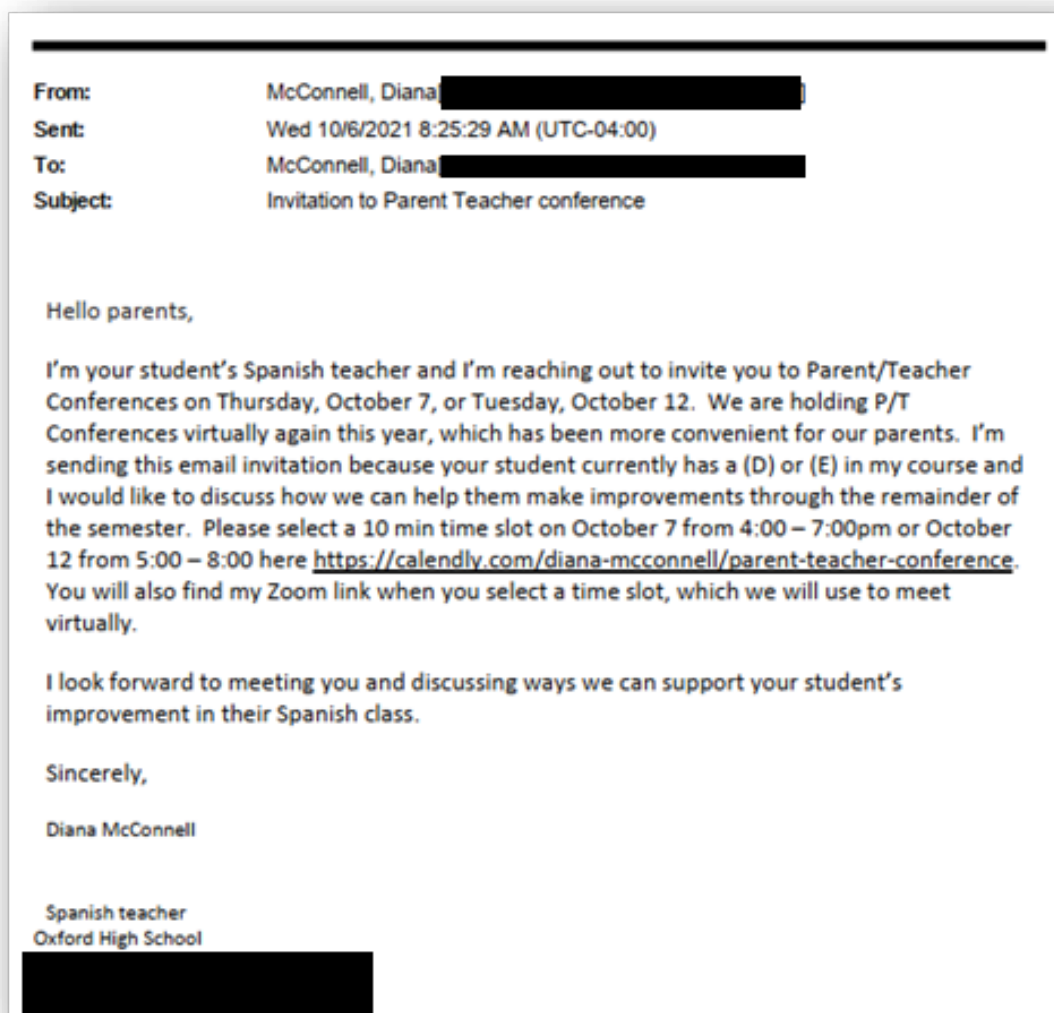 From: McConnell, Diana[
Sent: Wed 10/6/2021 8:25:29 AM (UTC-04:00)
To: McConnell, Diana[
Subject: Invitation to Parent Teacher conference
Hello parents,
I'm your student's Spanish teacher and I'm reaching out to invite you to Parent/Teacher
Conferences on Thursday, October 7, or Tuesday, October 12.  We are holding P/T
Conferences virtually again this year, which has been more convenient for our parents.  I'm
sending this email invitation because your student currently has a (D) or (E) in my course and
I would like to discuss how we can help them make improvements through the remainder of
the semester.  Please select a 10 min time slot on October 7 from 4:00 – 7:00pm or October
12 from 5:00 – 8:00 here https://calendly.com/diana-mcconnell/parent-teacher-conference.
You will also find my Zoom link when you select a time slot, which we will use to meet
virtually.
I look forward to meeting you and discussing ways we can support your student's
improvement in their Spanish class.
Sincerely,
Diana McConnell
Spanish teacher
Oxford High School